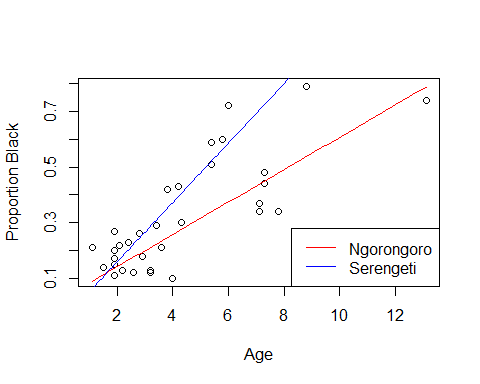 Proportion Black
0.7
0.5
0.3
0.1
Ngorongoro
Serengeti
2 4 6 8 10 12
Age